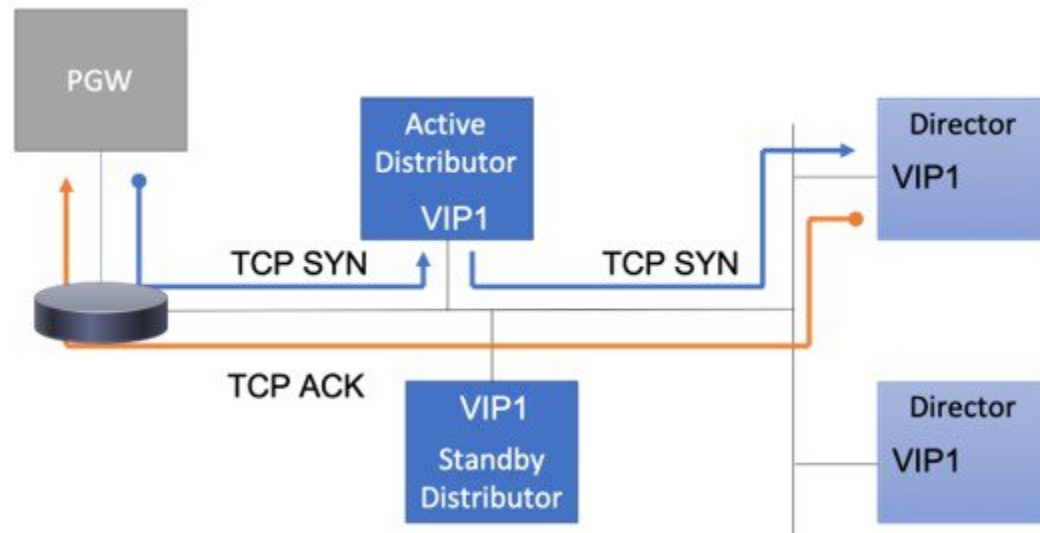 PGW
Active
Distributor
VIP1
TCP SYN
TCP SYN
Director
VIP1
TCP ACK
VIP1
Standby
Distributor
Director
VIP1